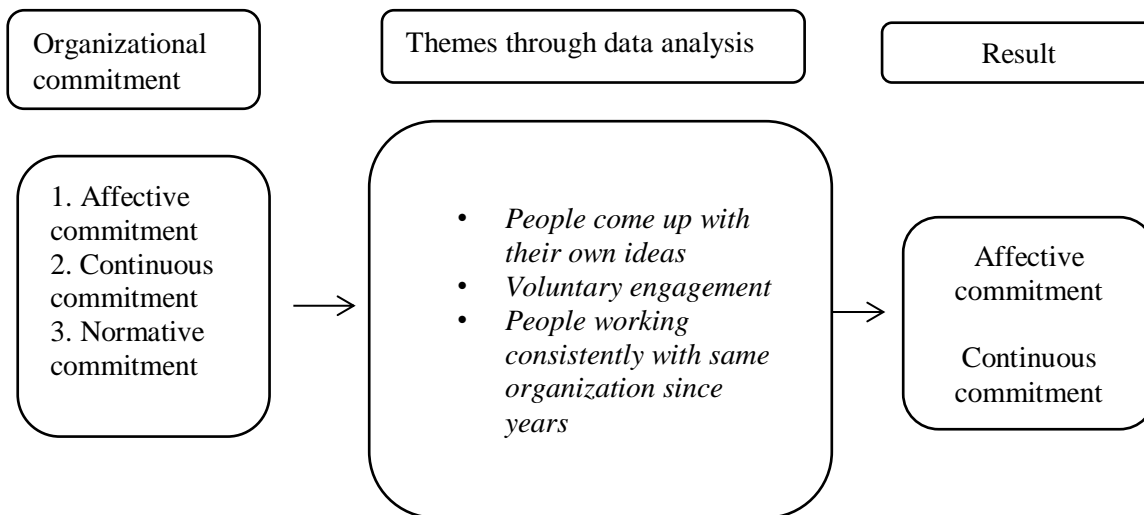 Organizational
commitment
Themes through data analysis
Result
1. Affective
commitment
2. Continuous
commitment
3. Normative
commitment
• People come up with
their own ideas
• Voluntary engagement
• People working
consistently with same
organization since
years
Affective
commitment
Continuous
commitment